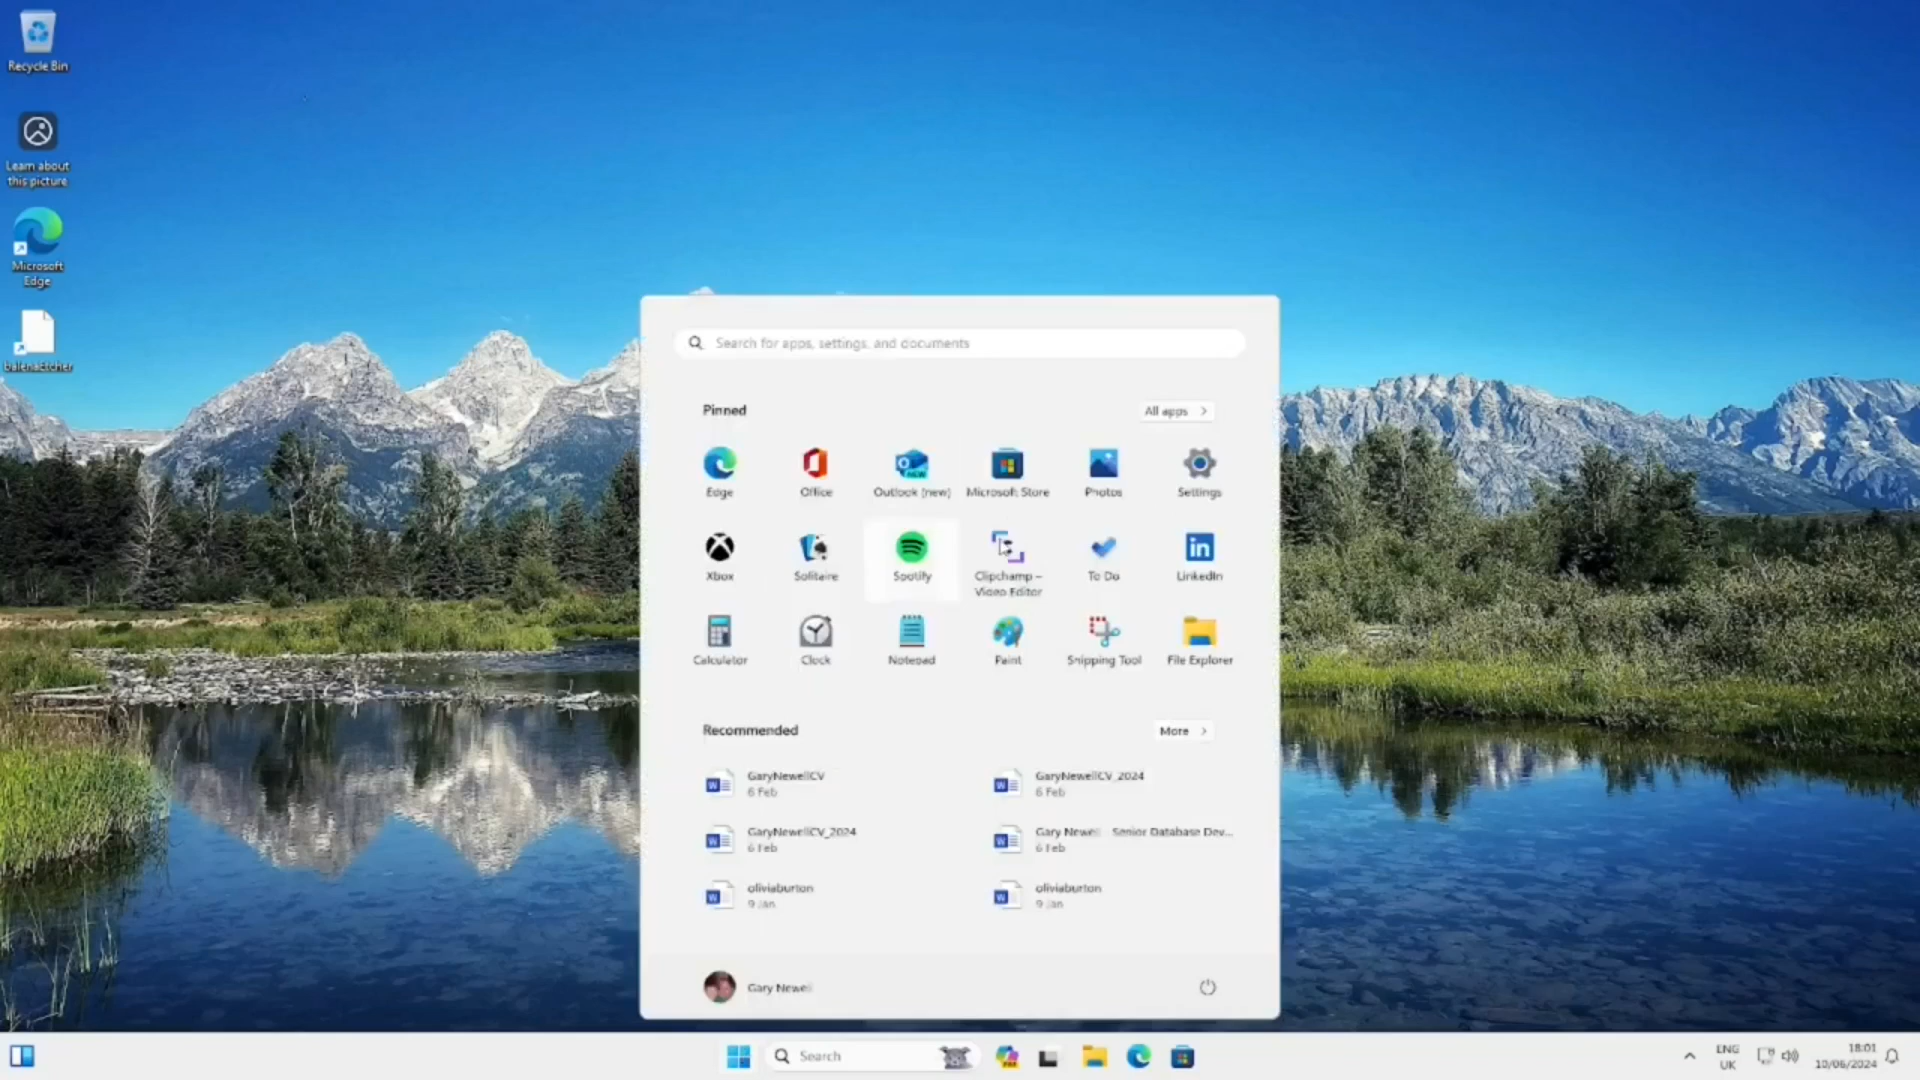 Recycle Bin
Learn about
this picture
Microsoft
Edge
balenaEtcher
Search for apps, settings, and documents
Pinned
All apps
Edge
Office
Outlook (new)
Microsoft Store
Photos
Settings
Xbox
Solitaire
Spotify
Clipchamp –
Video Editor
To Do
LinkedIn
Calculator
Clock
Notepad
Paint
Snipping Tool
File Explorer
Recommended
More
GaryNewellCV
6 Feb
GaryNewellCV_2024
6 Feb
GaryNewellCV_2024
6 Feb
Gary Newell Senior Database Dev...
6 Feb
oliviaburton
9 Jan
oliviaburton
9 Jan
Gary Newell
Search
ENG
UK
18:01
10/06/2024